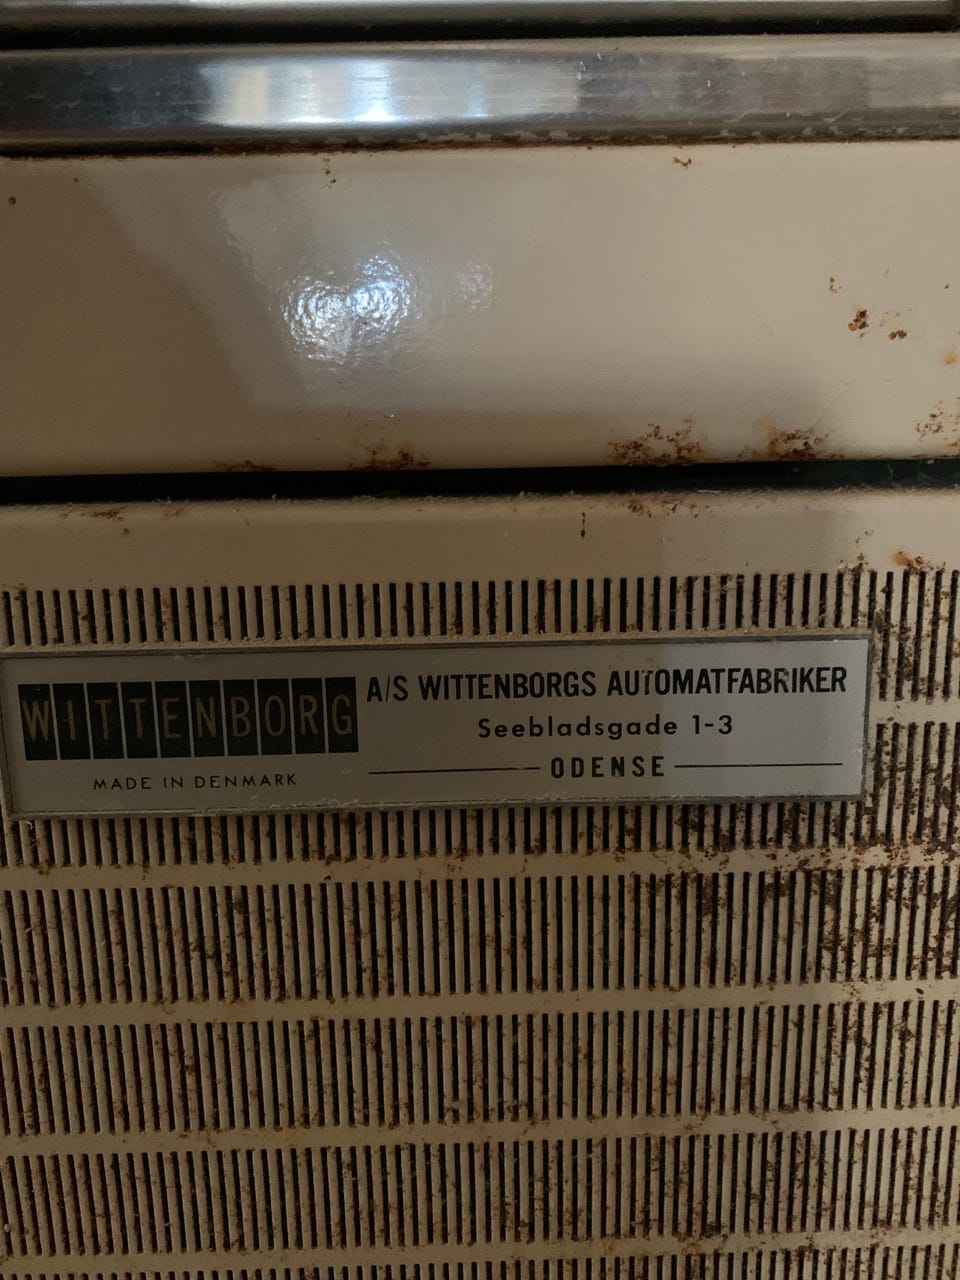 WITTENBORG
MADE IN DENMARK
A/S WITTENBORGS AUTOMATFABRIKER
Seebladsgade 1-3
ODENSE